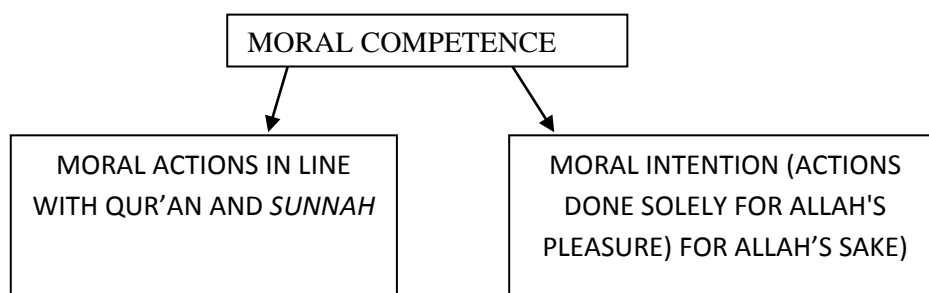 MORAL COMPETENCE
MORAL ACTIONS IN LINE
WITH QUR’AN AND SUNNAH
MORAL INTENTION (ACTIONS
DONE SOLELY FOR ALLAH'S
PLEASURE) FOR ALLAH’S SAKE)